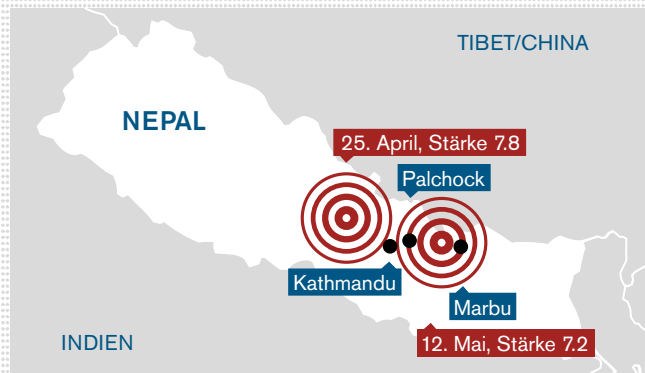 TIBET/CHINA
NEPAL
25. April, Stärke 7.8
Palchock
Kathmandu
Marbu
INDIEN
12. Mai, Stärke 7.2